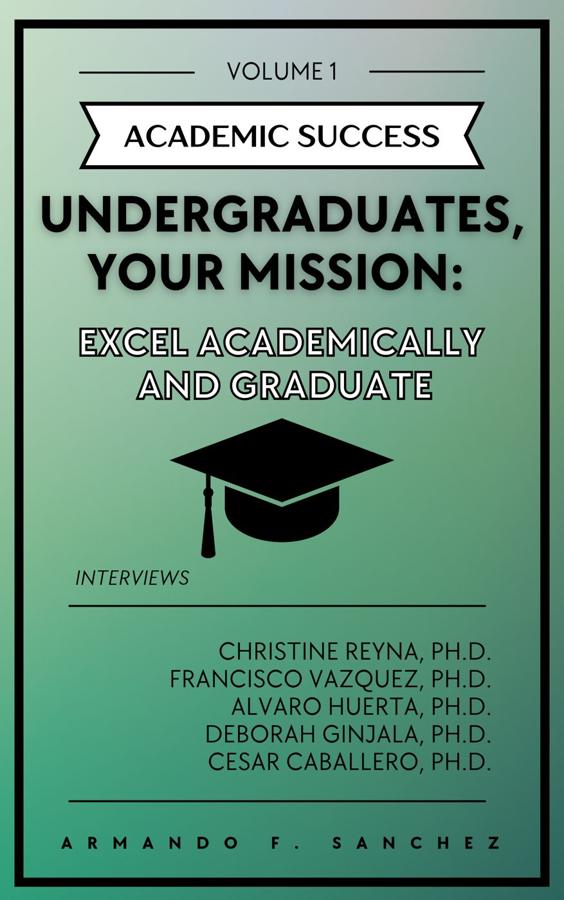 VOLUME 1
ACADEMIC SUCCESS
UNDERGRADUATES,
YOUR MISSION:
EXCEL ACADEMICALLY
AND GRADUATE
INTERVIEWS
CHRISTINE REYNA, PH.D.
FRANCISCO VAZQUEZ, PH.D.
ALVARO HUERTA, PH.D.
DEBORAH GINJALA, PH.D.
CESAR CABALLERO, PH.D.
ARMANDO F. SANCHEZ